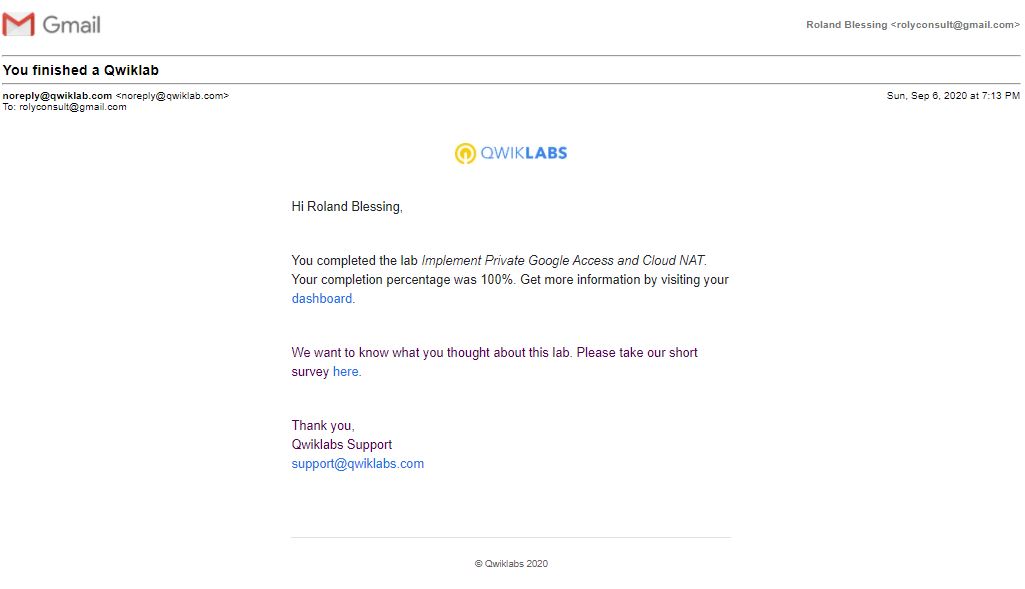 Gmail
Roland Blessing <rolyconsult@gmail.com>
You finished a Qwiklab
noreply@qwiklab.com <noreply@qwiklab.com>
Sun, Sep 6, 2020 at 7:13 PM
To: rolyconsult@gmail.com
QWIKLABS
Hi Roland Blessing,
You completed the lab Implement Private Google Access and Cloud NAT.
Your completion percentage was 100%. Get more information by visiting your
dashboard.
We want to know what you thought about this lab. Please take our short
survey here.
Thank you,
Qwiklabs Support
support@qwiklabs.com
© Qwiklabs 2020